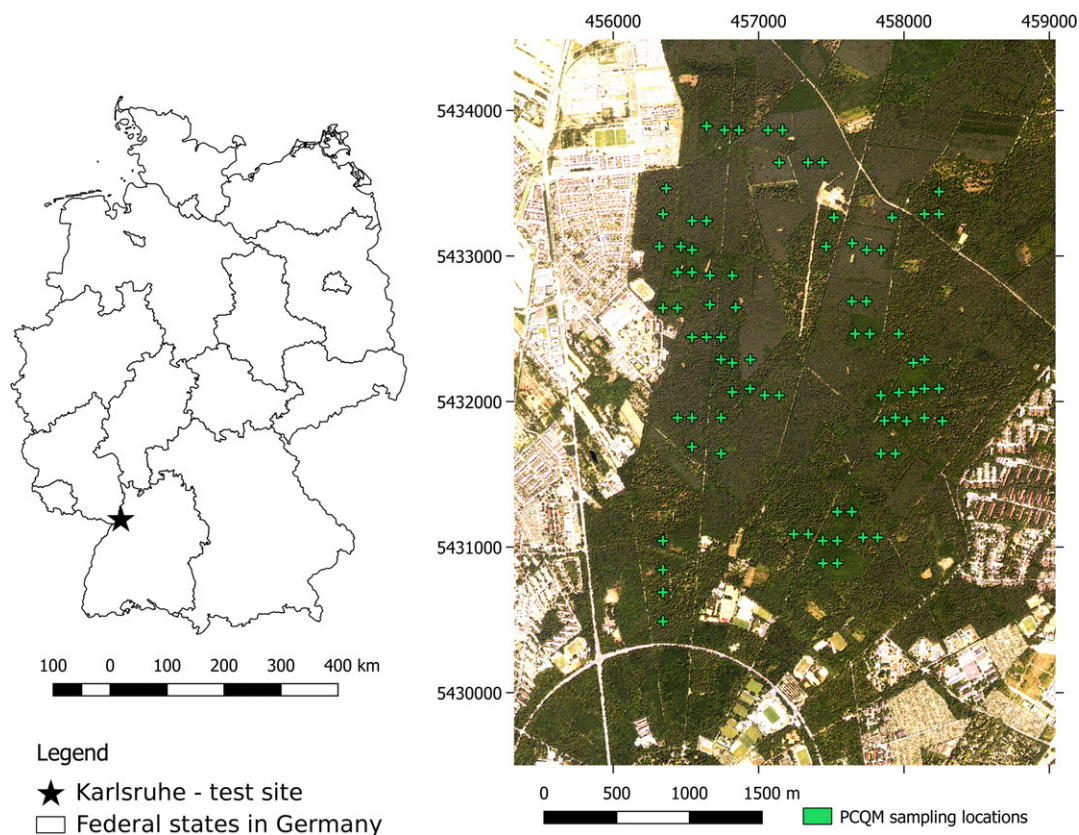 456000 457000 458000 459000
5434000
5433000
5432000
5431000
5430000
100 0 100 200 300 400 km
Legend
Karlsruhe - test site
Federal states in Germany
0 500 1000 1500 m
PCQM sampling locations